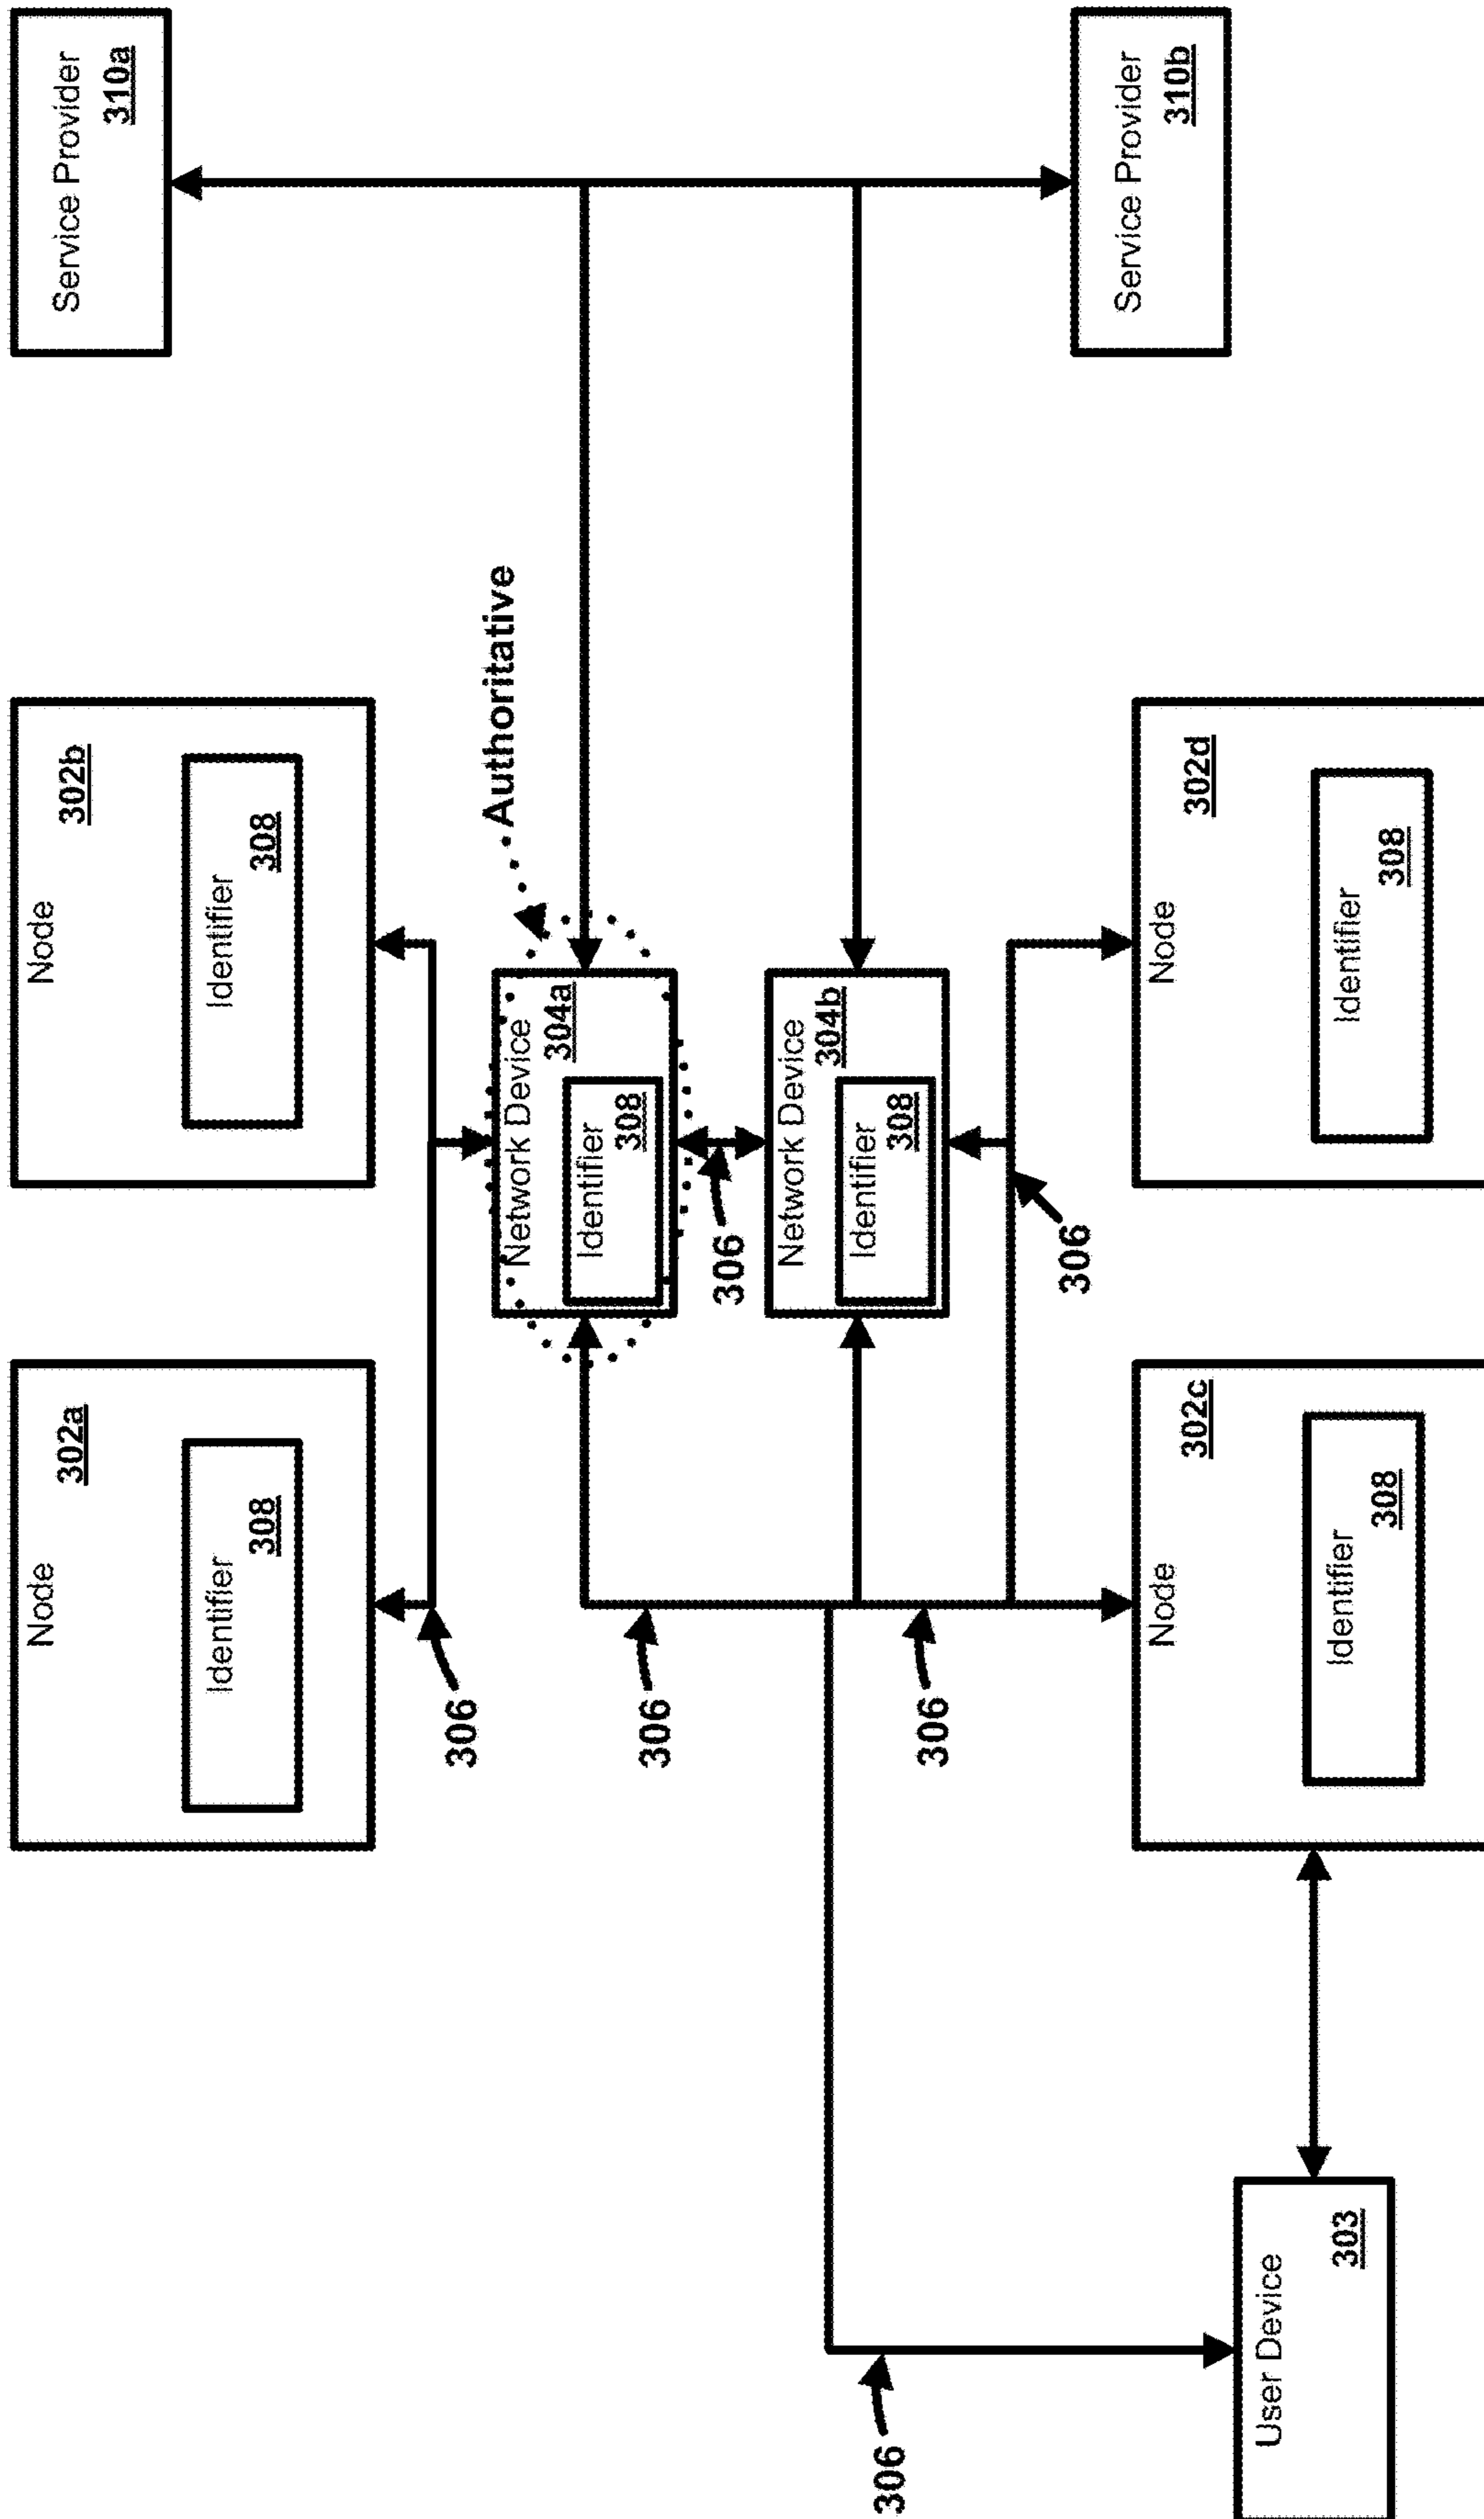 Node
302a
Identifier
308
Node
302b
Identifier
308
Service Provider
310a
306
Authoritative
306
Network Device
304a
Identifier
308
306
306
Network Device
304b
Identifier
308
306
306
User Device
303
Node
302c
Identifier
308
Node
302d
Identifier
308
Service Provider
310b